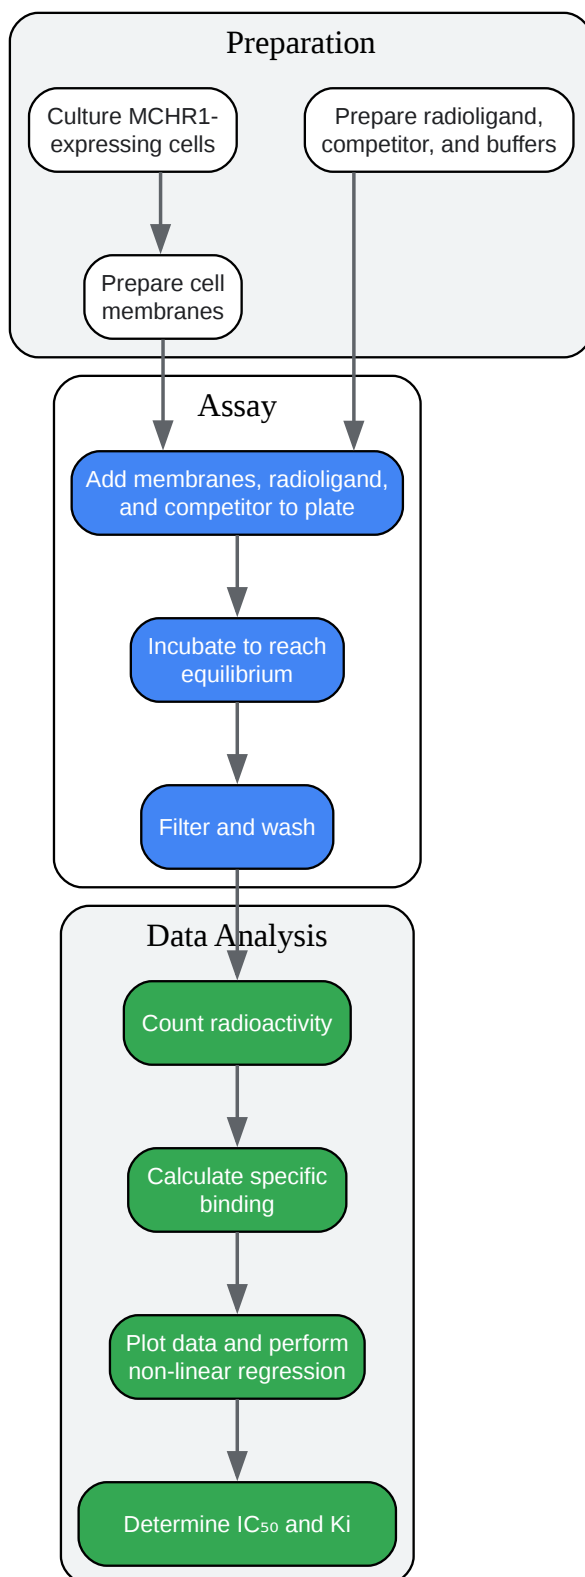 Preparation
Culture MCHR1-
expressing cells
Prepare radioligand,
competitor, and buffers
Prepare cell
membranes
Assay
Add membranes, radioligand,
and competitor to plate
Incubate to reach
equilibrium
Filter and wash
Data Analysis
Count radioactivity
Calculate specific
binding
Plot data and perform
non-linear regression
Determine IC₅₀ and Ki